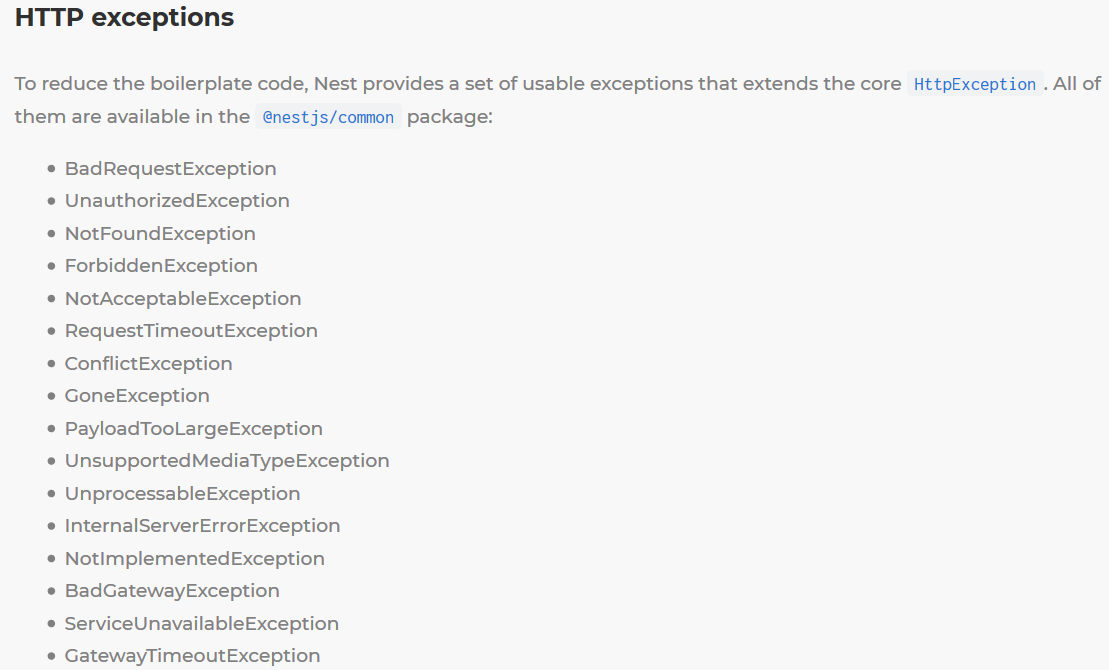 HTTP exceptions
To reduce the boilerplate code, Nest provides a set of usable exceptions that extends the core HttpException . All of
them are available in the @nestjs/common package:
• BadRequestException
• UnauthorizedException
• NotFoundException
• ForbiddenException
• NotAcceptableException
• RequestTimeoutException
• ConflictException
• GoneException
• PayloadTooLargeException
• UnsupportedMediaTypeException
• UnprocessableException
• InternalServerErrorException
• NotImplementedException
• BadGatewayException
• ServiceUnavailableException
• GatewayTimeoutException